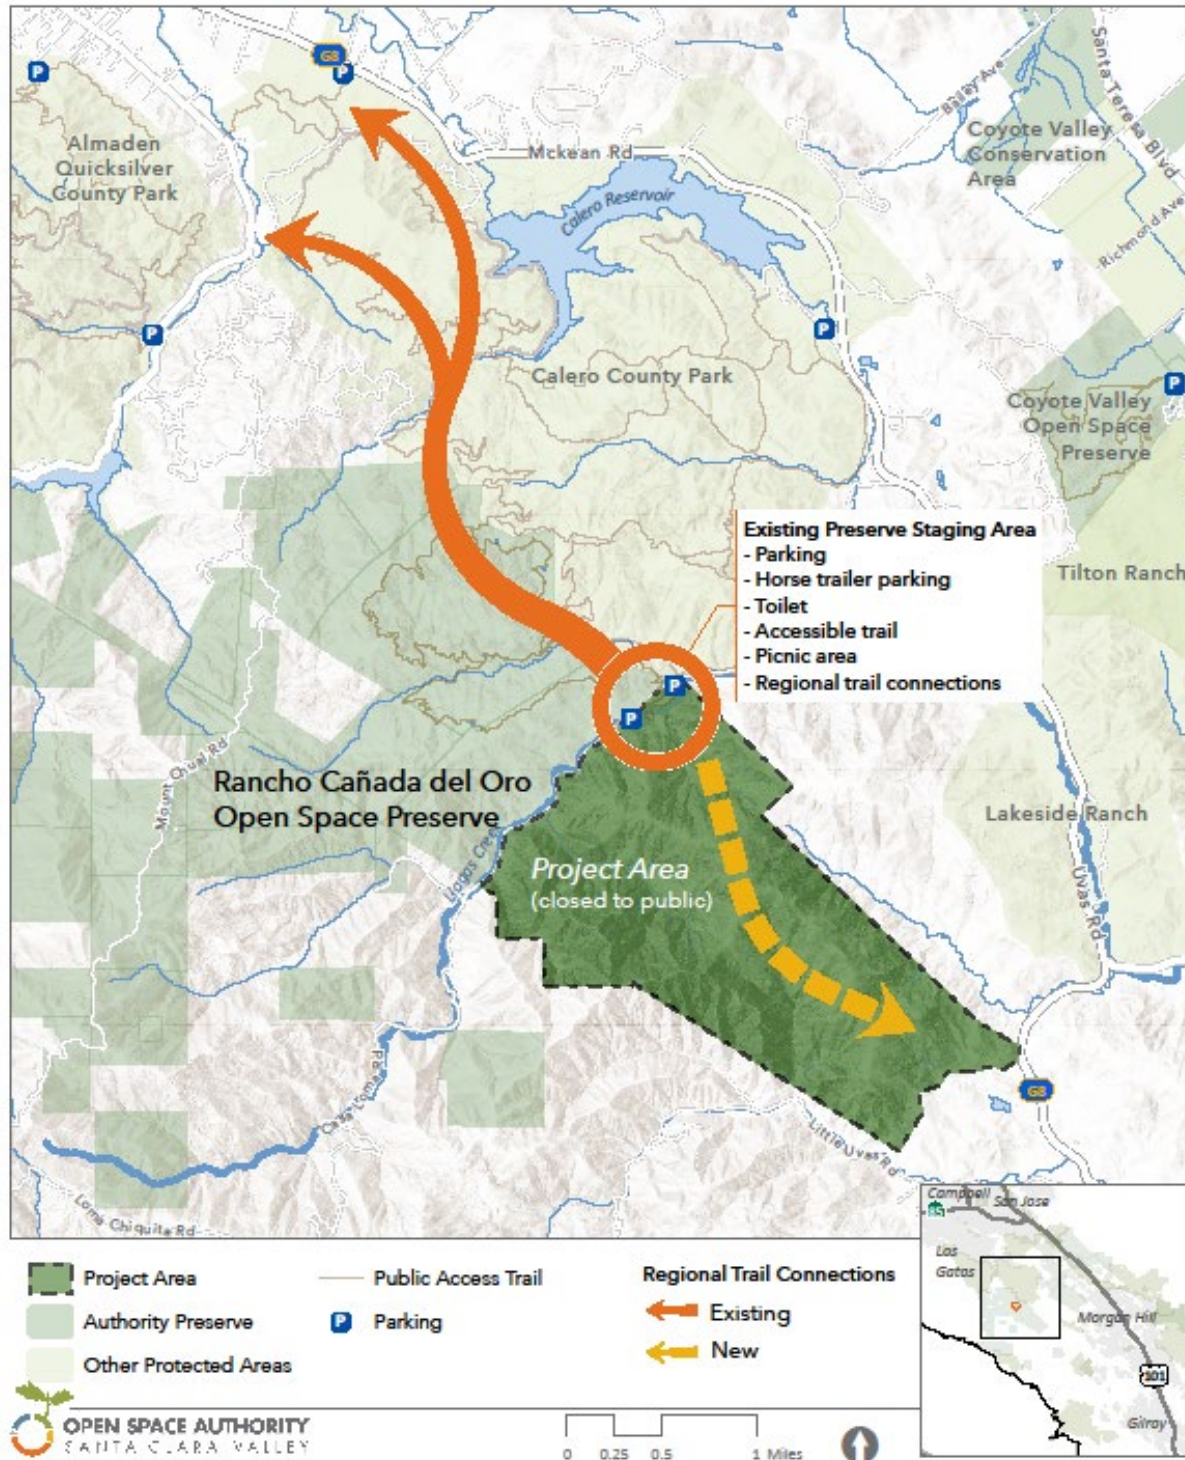 G8
P
P
Almaden
Quicksilver
County Park
Mckean Rd
Bailey Ave
Santa Teresa Blvd
Coyote Valley
Conservation
Area
Richmond Ave
Calero Reservoir
P
P
Calero County Park
P
Coyote Valley
Open Space
Preserve
Existing Preserve Staging Area
- Parking
- Horse trailer parking
- Toilet
- Accessible trail
- Picnic area
- Regional trail connections
Tilton Ranch
P
P
Mount Chual Rd
Rancho Cañada del Oro
Open Space Preserve
Lakeside Ranch
Project Area
(closed to public)
Llagas Creek
Uvas Rd
Casa Loma Rd
G8
Little Uvas Rd
Loma Chiquita Rd
Campbell
San Jose
85
Los
Gatos
Morgan Hill
101
Gilroy
Project Area
Authority Preserve
Other Protected Areas
Public Access Trail
P Parking
Regional Trail Connections
Existing
New
OPEN SPACE AUTHORITY
SANTA CLARA VALLEY
0 0.25 0.5 1 Miles